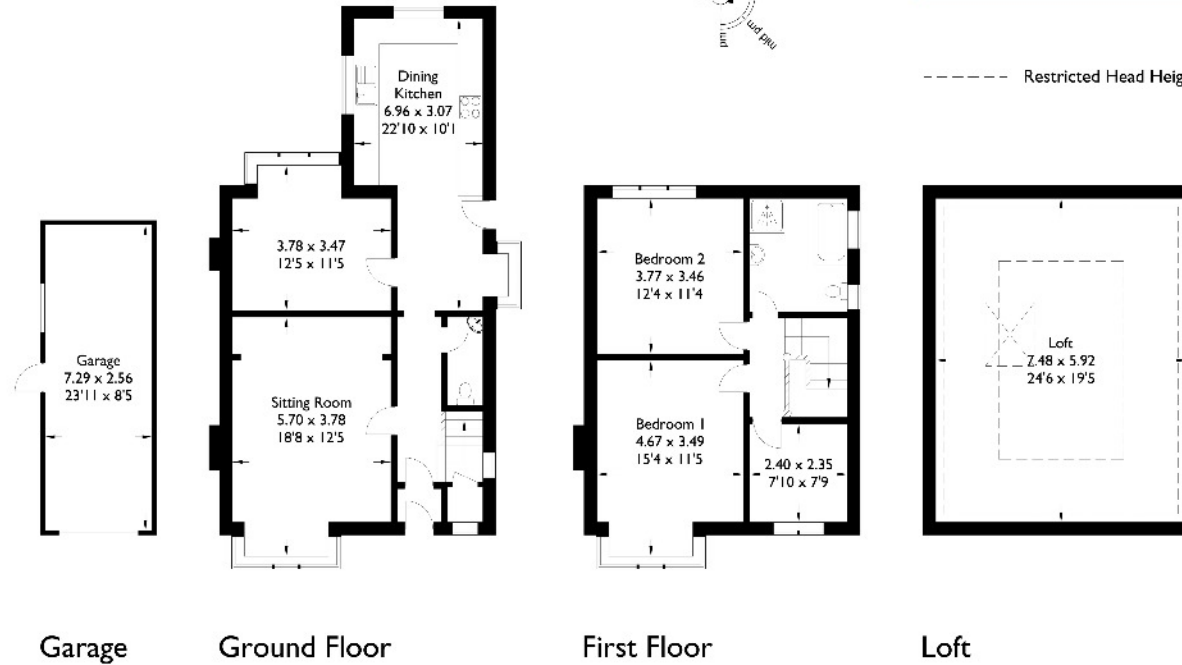 mid
mid pm
Restricted Head Heig
Dining
Kitchen
6.96 x 3.07
22'10 x 10'1
3.78 x 3.47
12'5 x 11'5
Garage
7.29 x 2.56
23'11 x 8'5
Sitting Room
5.70 x 3.78
18'8 x 12'5
Bedroom 2
3.77 x 3.46
12'4 x 11'4
Bedroom 1
4.67 x 3.49
15'4 x 11'5
2.40 x 2.35
7'10 x 7'9
Loft
7.48 x 5.92
24'6 x 19'5
Garage
Ground Floor
First Floor
Loft